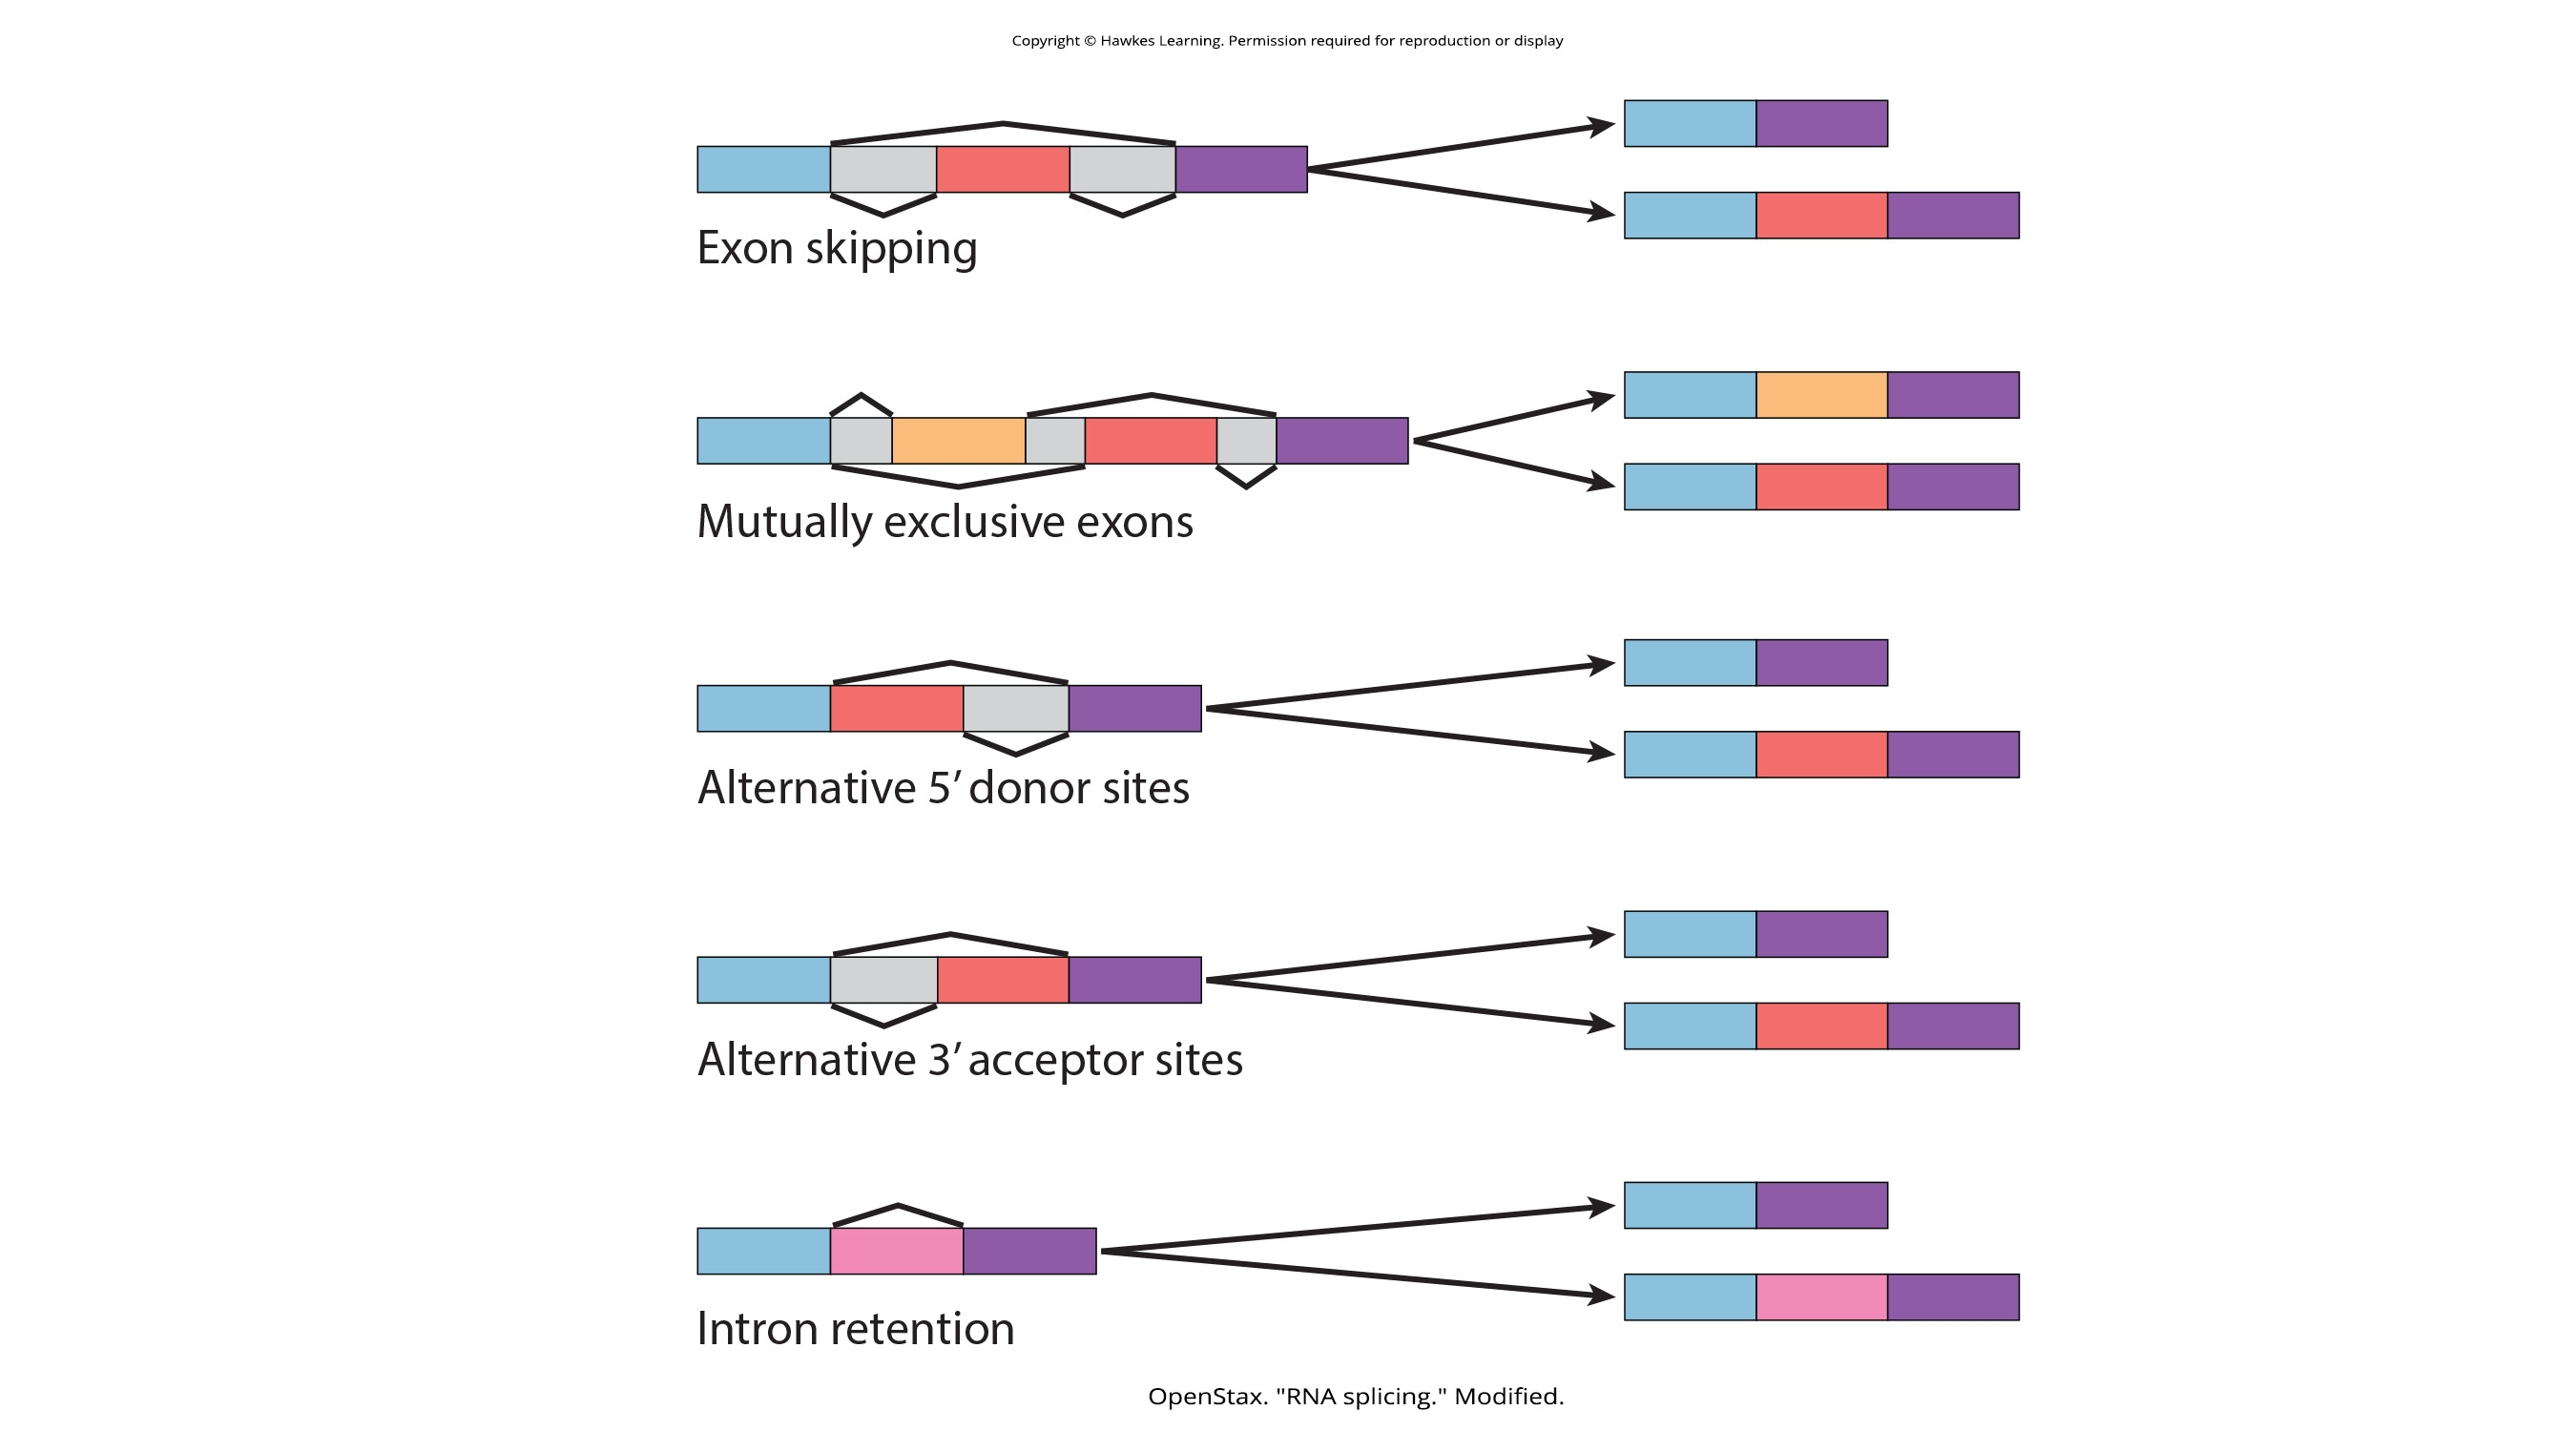 Copyright © Hawkes Learning. Permission required for reproduction or display
Exon skipping
Mutually exclusive exons
Alternative 5’ donor sites
Alternative 3’ acceptor sites
Intron retention
OpenStax. "RNA splicing." Modified.